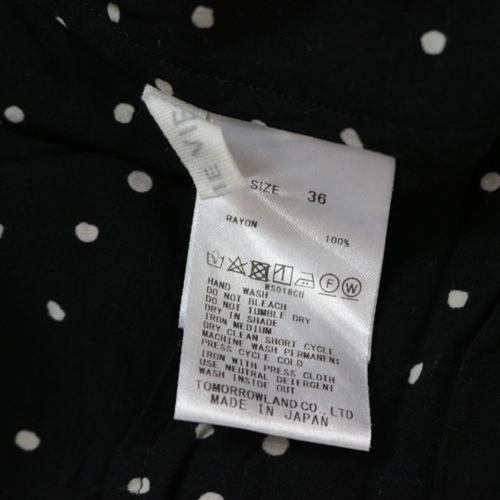 SIZE 36
RAYON 100%
F W
WS018GU
HAND WASH
DO NOT BLEACH
DO NOT TUMBLE DRY
DRY IN SHADE
IRON MEDIUM
DRY CLEAN SHORT CYCLE
MACHINE WASH PERMANENT
PRESS CYCLE COLD
IRON WITH PRESS CLOTH
USE NEUTRAL DETERGENT
WASH INSIDE OUT
TOMORROWLAND CO.,LTD
MADE IN JAPAN